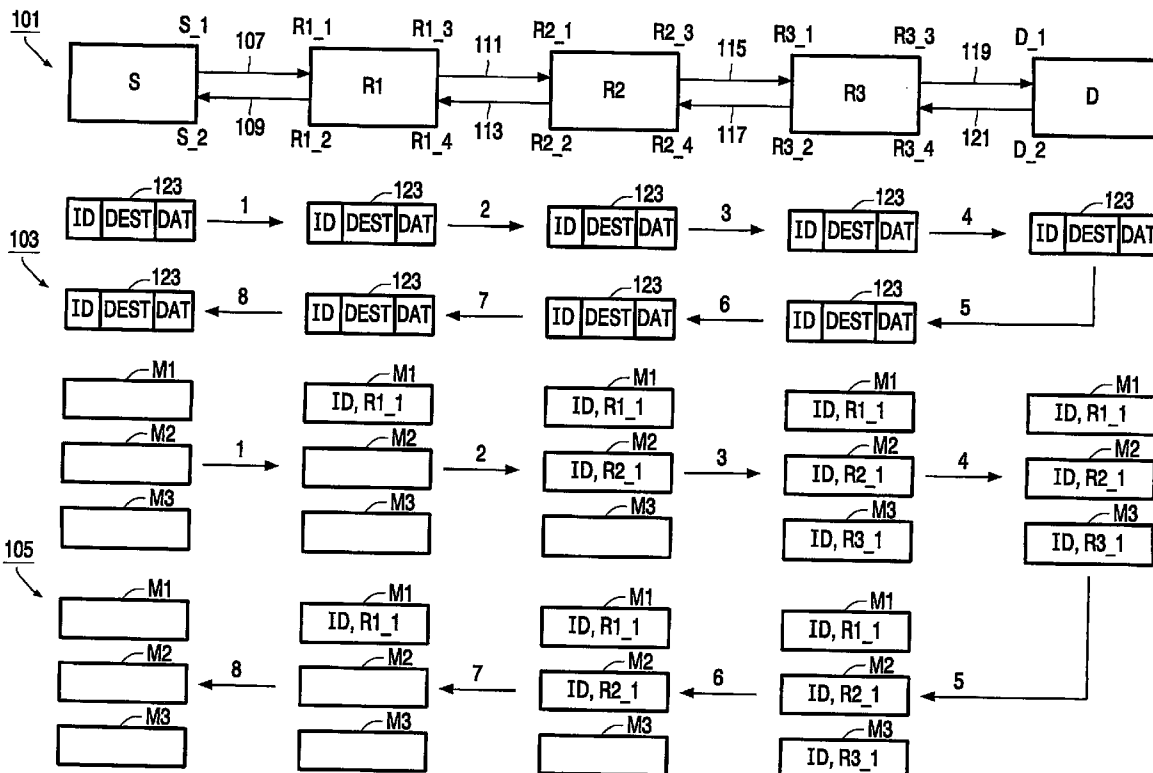 101
S_1 107 R1_1 R1_3 111 R2_1 R2_3 115 R3_1 R3_3 119 D_1
S R1 R2 R3 D
S_2 109 R1_2 R1_4 113 R2_2 R2_4 117 R3_2 R3_4 121 D_2
123 123 123 123 123
ID DEST DAT 1 ID DEST DAT 2 ID DEST DAT 3 ID DEST DAT 4 ID DEST DAT
103
123 123 123 123
ID DEST DAT 8 ID DEST DAT 7 ID DEST DAT 6 ID DEST DAT 5
M1 M1 M1 M1 M1
ID, R1_1 ID, R1_1 ID, R1_1 ID, R1_1
M2 M2 M2 M2 M2
1 2 ID, R2_1 3 ID, R2_1 4 ID, R2_1
M3 M3 M3 M3 M3
ID, R3_1 ID, R3_1
105
M1 M1 M1 M1
ID, R1_1 ID, R1_1 ID, R1_1
M2 M2 M2 M2
8 7 ID, R2_1 6 ID, R2_1 5
M3 M3 M3 M3
ID, R3_1